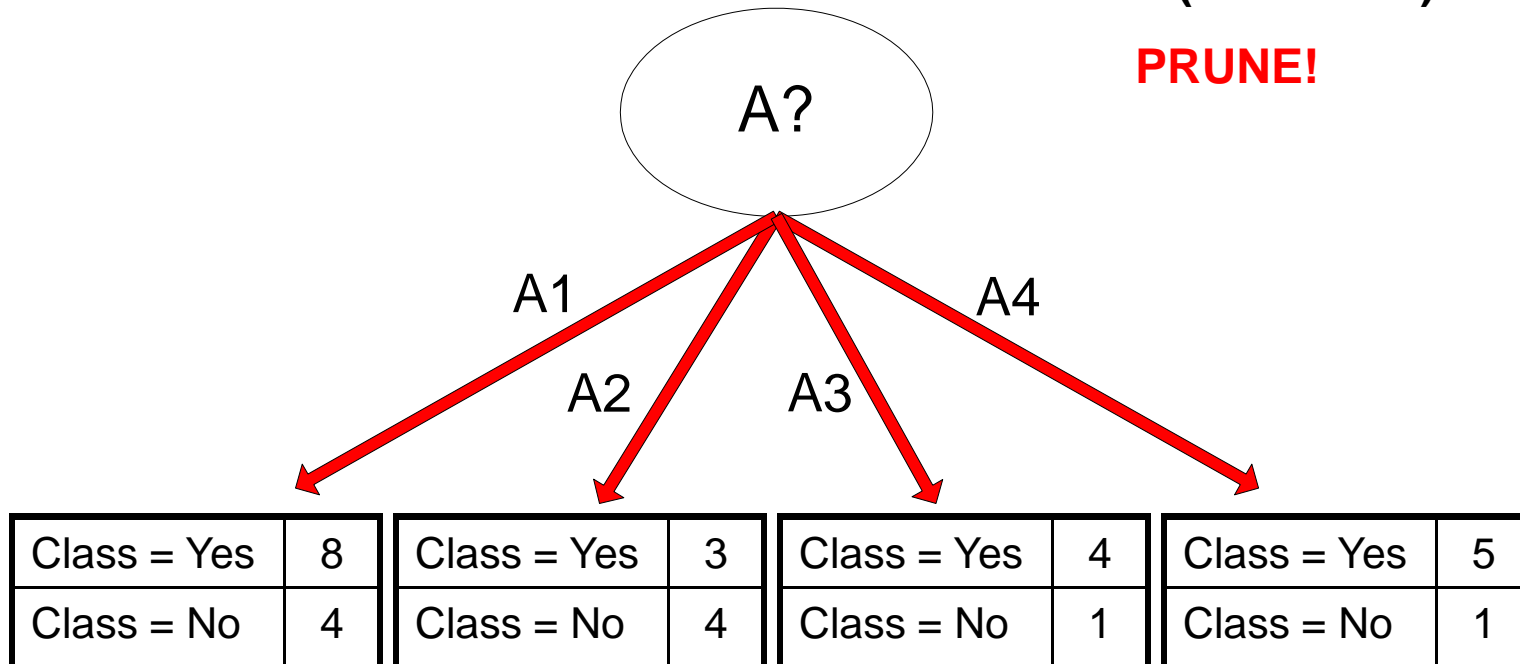 PRUNE!
A?
A1
A4
A2
A3
Class = Yes 8 Class = Yes 3 Class = Yes 4 Class = Yes 5
Class = No 4 Class = No 4 Class = No 1 Class = No 1